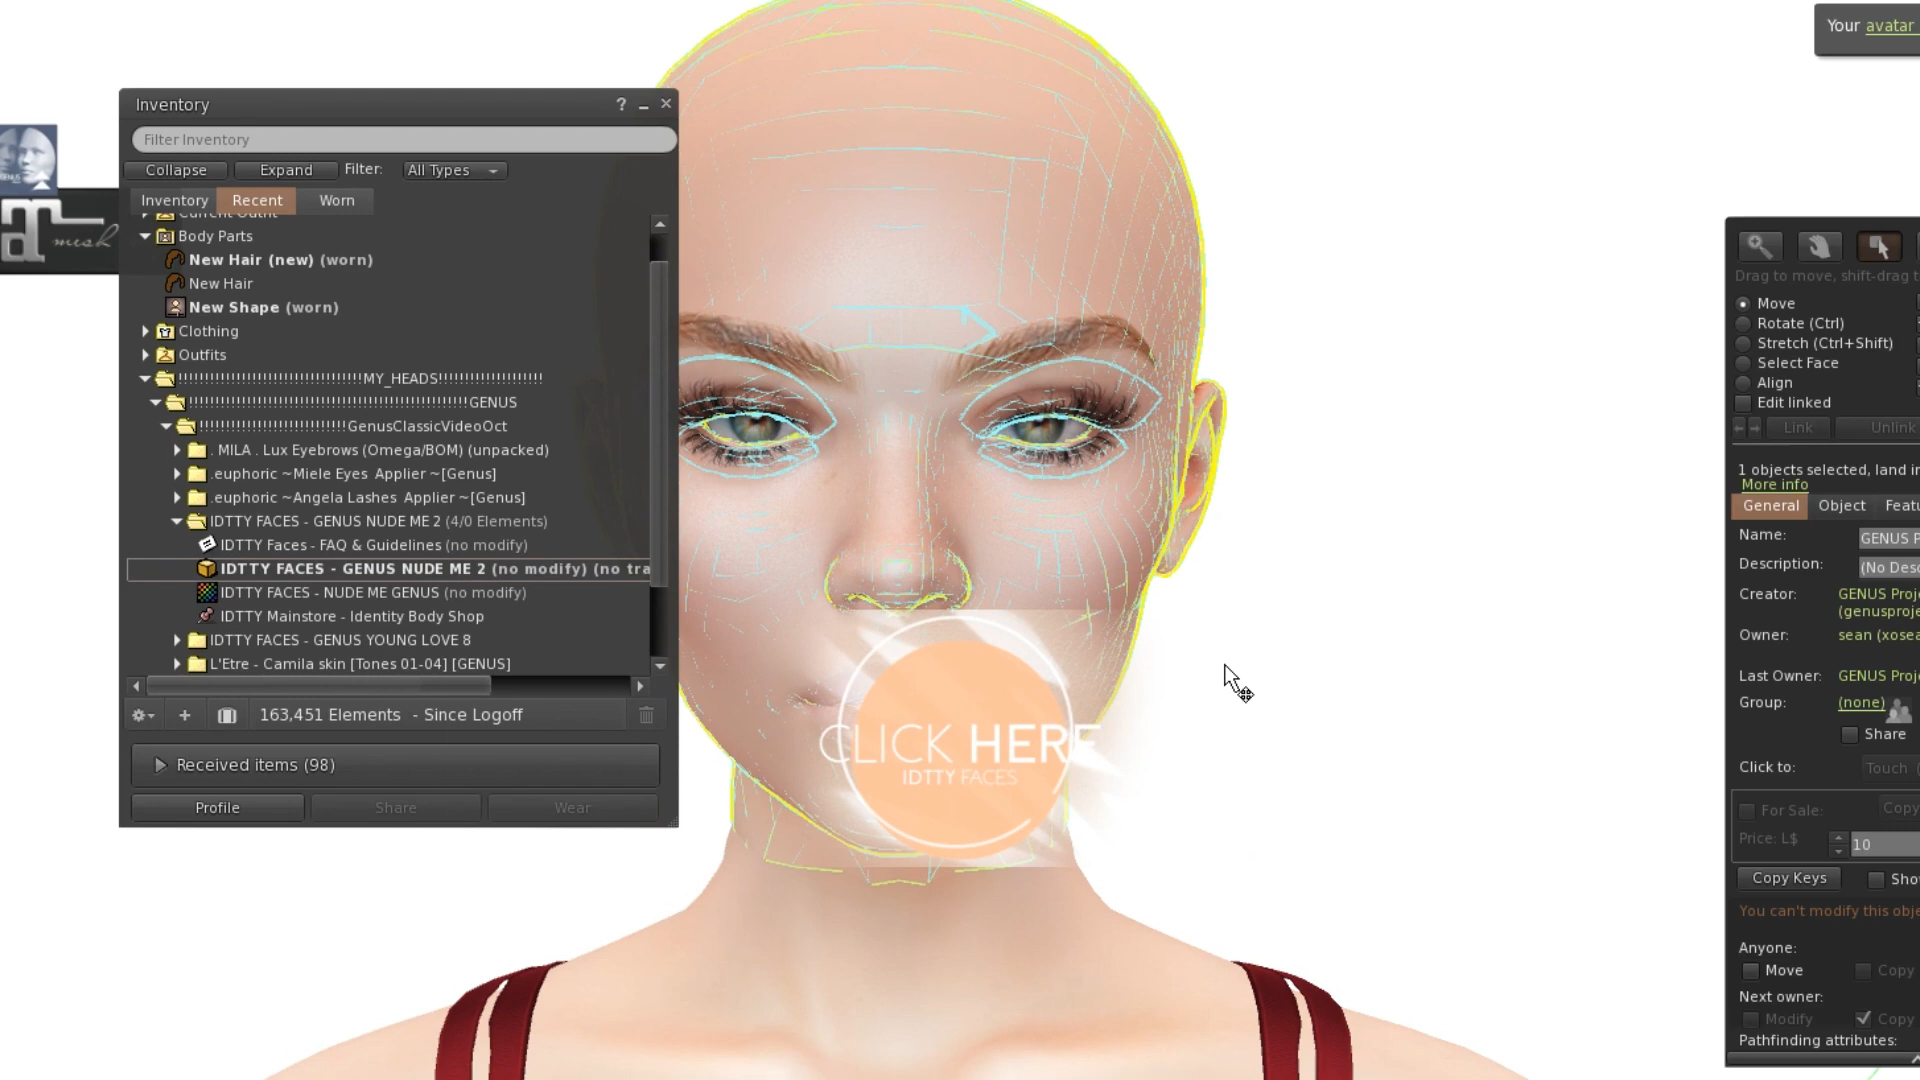 Your avatar
Inventory
?
Filter Inventory
Collapse
Expand
Filter:
All Types
Inventory
Recent
Worn
Current Outfit
Body Parts
New Hair (new) (worn)
New Hair
New Shape (worn)
Clothing
Outfits
!!!!!!!!!!!!!!!!!!!!!!!!!!!!!!!!!!!MY_HEADS!!!!!!!!!!!!!!!!!!!!
!!!!!!!!!!!!!!!!!!!!!!!!!!!!!!!!!!!!!!!!!!!!!!!!!!!!!GENUS
!!!!!!!!!!!!!!!!!!!!!!!!!!!!GenusClassicVideoOct
. MILA . Lux Eyebrows (Omega/BOM) (unpacked)
.euphoric ~Miele Eyes Applier ~[Genus]
.euphoric ~Angela Lashes Applier ~[Genus]
IDTTY FACES - GENUS NUDE ME 2 (4/0 Elements)
IDTTY Faces - FAQ & Guidelines (no modify)
IDTTY FACES - GENUS NUDE ME 2 (no modify) (no tra
IDTTY FACES - NUDE ME GENUS (no modify)
IDTTY Mainstore - Identity Body Shop
IDTTY FACES - GENUS YOUNG LOVE 8
L'Etre - Camila skin [Tones 01-04] [GENUS]
163,451 Elements - Since Logoff
Received items (98)
Profile
Share
Wear
mesh
CLICK HERE
IDTTY FACES
Drag to move, shift-drag t
Move
Rotate (Ctrl)
Stretch (Ctrl+Shift)
Select Face
Align
Edit linked
Link
Unlink
1 objects selected, land in
More info
General
Object
Featu
Name:
GENUS P
Description:
(No Desc
Creator:
GENUS Proje
(genusproje
Owner:
sean (xosea
Last Owner:
GENUS Proje
Group:
(none)
Share
Click to:
Touch
For Sale:
Copy
Price: L$
10
Copy Keys
Sho
You can't modify this obje
Anyone:
Move
Copy
Next owner:
Modify
Copy
Pathfinding attributes: